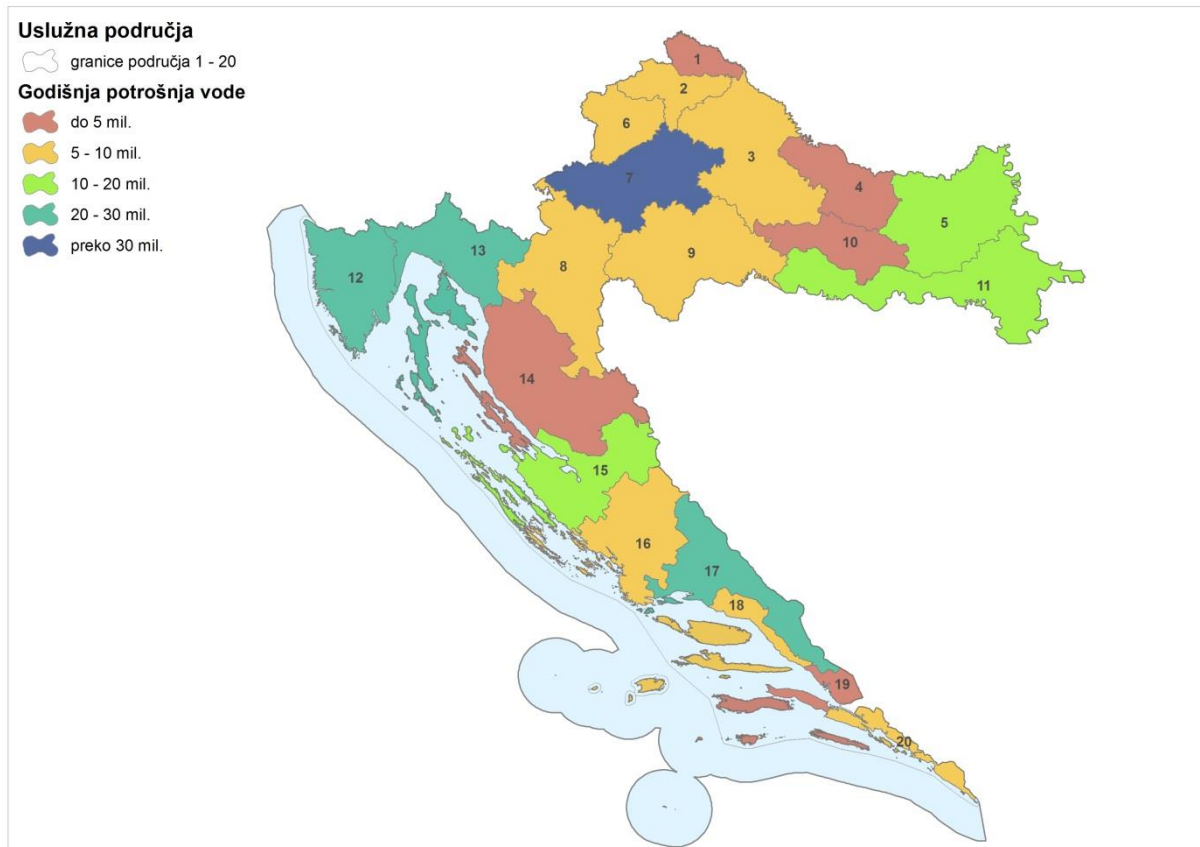 Uslužna područja
granice područja 1 - 20
Godišnja potrošnja vode
do 5 mil.
5 - 10 mil.
10 - 20 mil.
20 - 30 mil.
preko 30 mil.
1
2
6
3
7
4
5
10
13
12
8
9
11
14
15
16
17
18
19
20